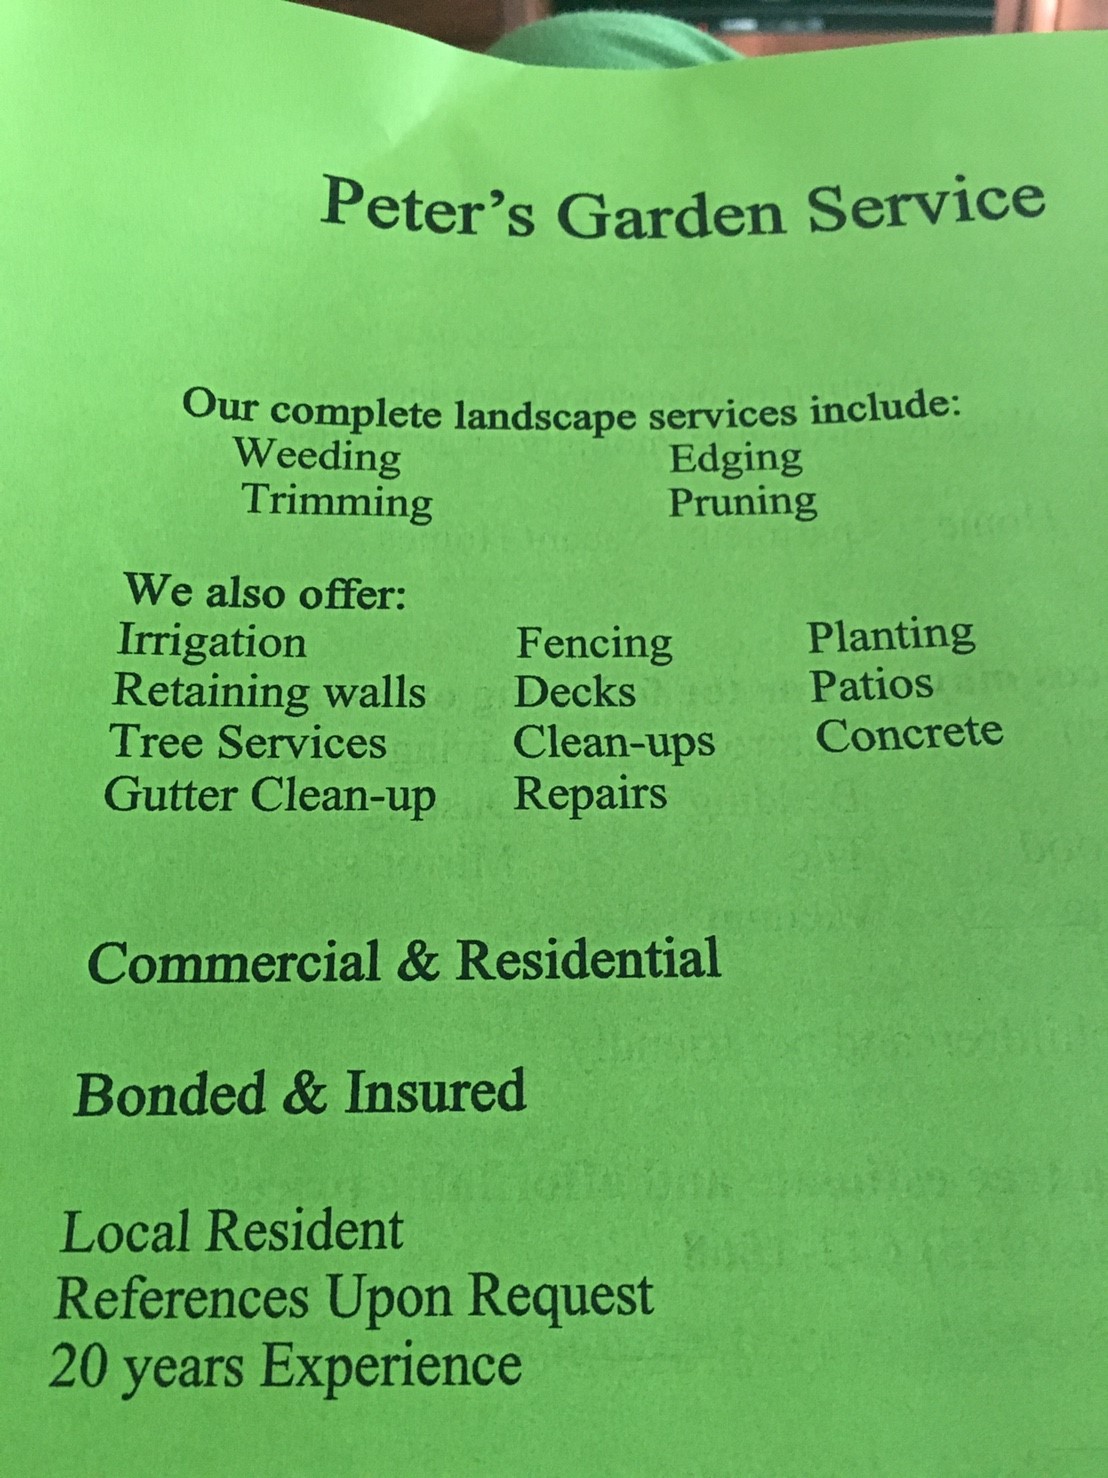 Peter's Garden Service
Our complete landscape services include:
Weeding Edging
Trimming Pruning
We also offer:
Irrigation Fencing Planting
Retaining walls Decks Patios
Tree Services Clean-ups Concrete
Gutter Clean-up Repairs
Commercial & Residential
Bonded & Insured
Local Resident
References Upon Request
20 years Experience